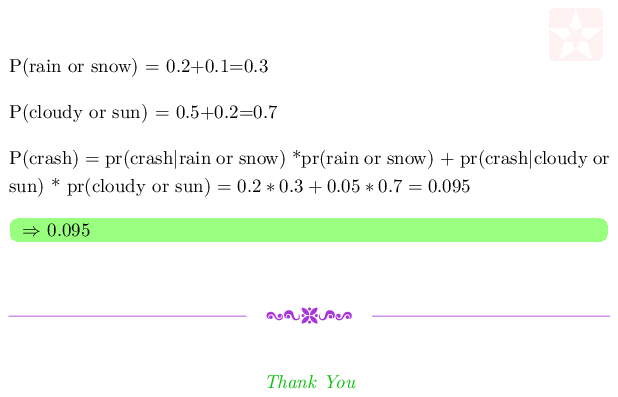 P(rain or snow) = 0.2+0.1=0.3
P(cloudy or sun) = 0.5+0.2=0.7
P(crash) = pr(crash|rain or snow) *pr(rain or snow) + pr(crash|cloudy or
sun) * pr(cloudy or sun) = 0.2 ∗ 0.3 + 0.05 ∗ 0.7 = 0.095
⇒ 0.095
Thank You